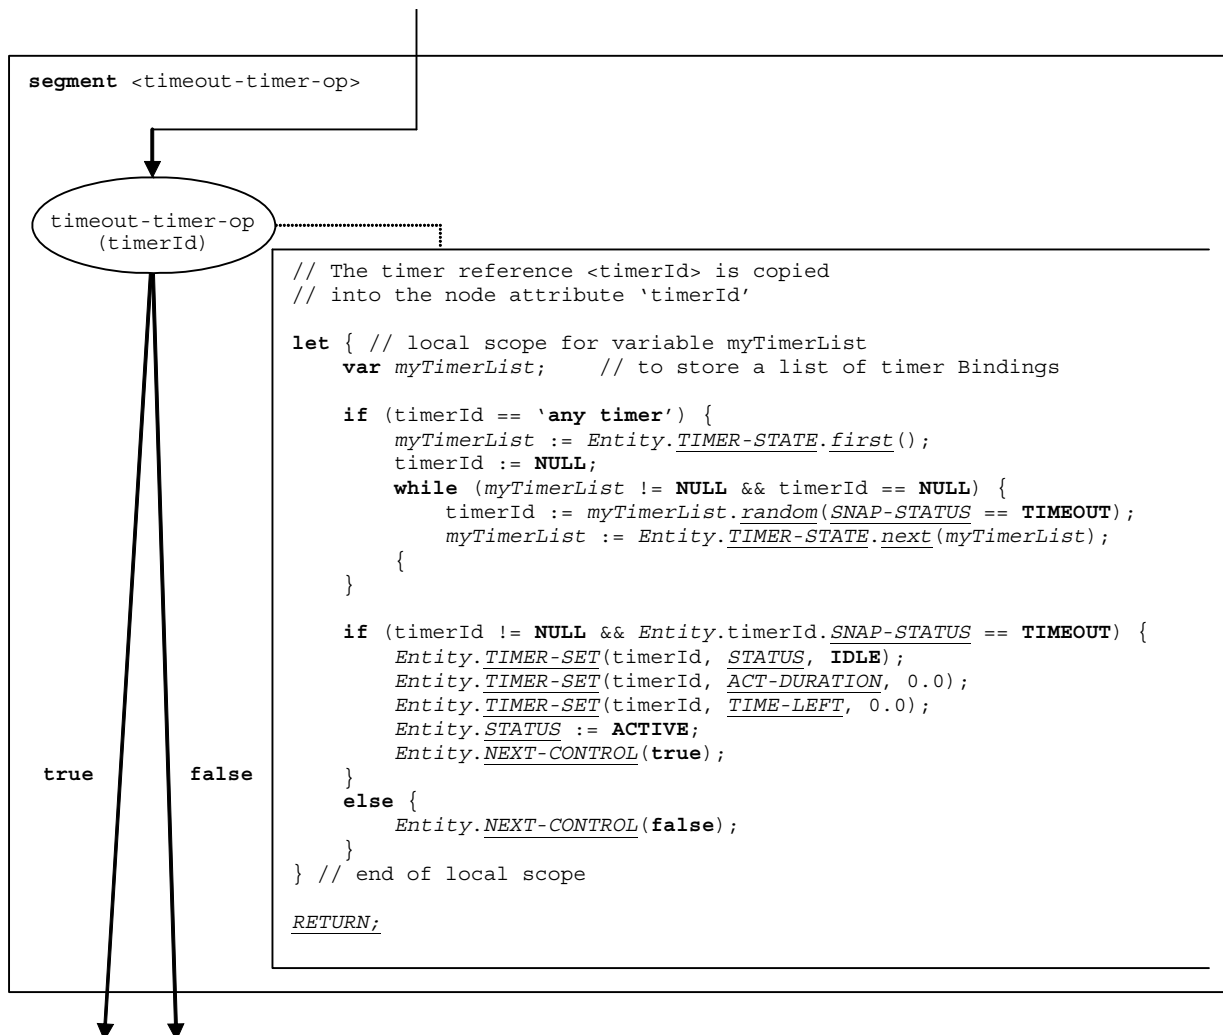 segment <timeout-timer-op>
timeout-timer-op
(timerId)
// The timer reference <timerId> is copied
// into the node attribute ‘timerId’
let { // local scope for variable myTimerList
var myTimerList; // to store a list of timer Bindings
if (timerId == ‘any timer’) {
myTimerList := Entity.TIMER-STATE.first();
timerId := NULL;
while (myTimerList != NULL && timerId == NULL) {
timerId := myTimerList.random(SNAP-STATUS == TIMEOUT);
myTimerList := Entity.TIMER-STATE.next(myTimerList);
{
}
if (timerId != NULL && Entity.timerId.SNAP-STATUS == TIMEOUT) {
Entity.TIMER-SET(timerId, STATUS, IDLE);
Entity.TIMER-SET(timerId, ACT-DURATION, 0.0);
Entity.TIMER-SET(timerId, TIME-LEFT, 0.0);
Entity.STATUS := ACTIVE;
Entity.NEXT-CONTROL(true);
}
else {
Entity.NEXT-CONTROL(false);
}
} // end of local scope
RETURN;
true
false